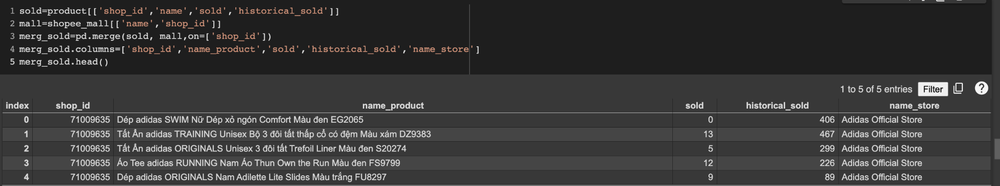 1 sold=product[['shop_id','name','sold','historical_sold']]
2 mall=shopee_mall[['name','shop_id']]
3 merg_sold=pd.merge(sold, mall,on=['shop_id'])
4 merg_sold.columns=['shop_id','name_product','sold','historical_sold','name_store']
5 merg_sold.head()
1 to 5 of 5 entries Filter ?
index shop_id name_product sold historical_sold name_store
0 71009635 Dép adidas SWIM Nữ Dép xỏ ngón Comfort Màu đen EG2065 0 406 Adidas Official Store
1 71009635 Tất Ẩn adidas TRAINING Unisex Bộ 3 đôi tất thấp cổ có đệm Màu xám DZ9383 13 467 Adidas Official Store
2 71009635 Tất Ẩn adidas ORIGINALS Unisex 3 đôi tất Trefoil Liner Màu đen S20274 5 299 Adidas Official Store
3 71009635 Áo Tee adidas RUNNING Nam Áo Thun Own the Run Màu đen FS9799 12 226 Adidas Official Store
4 71009635 Dép adidas ORIGINALS Nam Adilette Lite Slides Màu trắng FU8297 9 89 Adidas Official Store